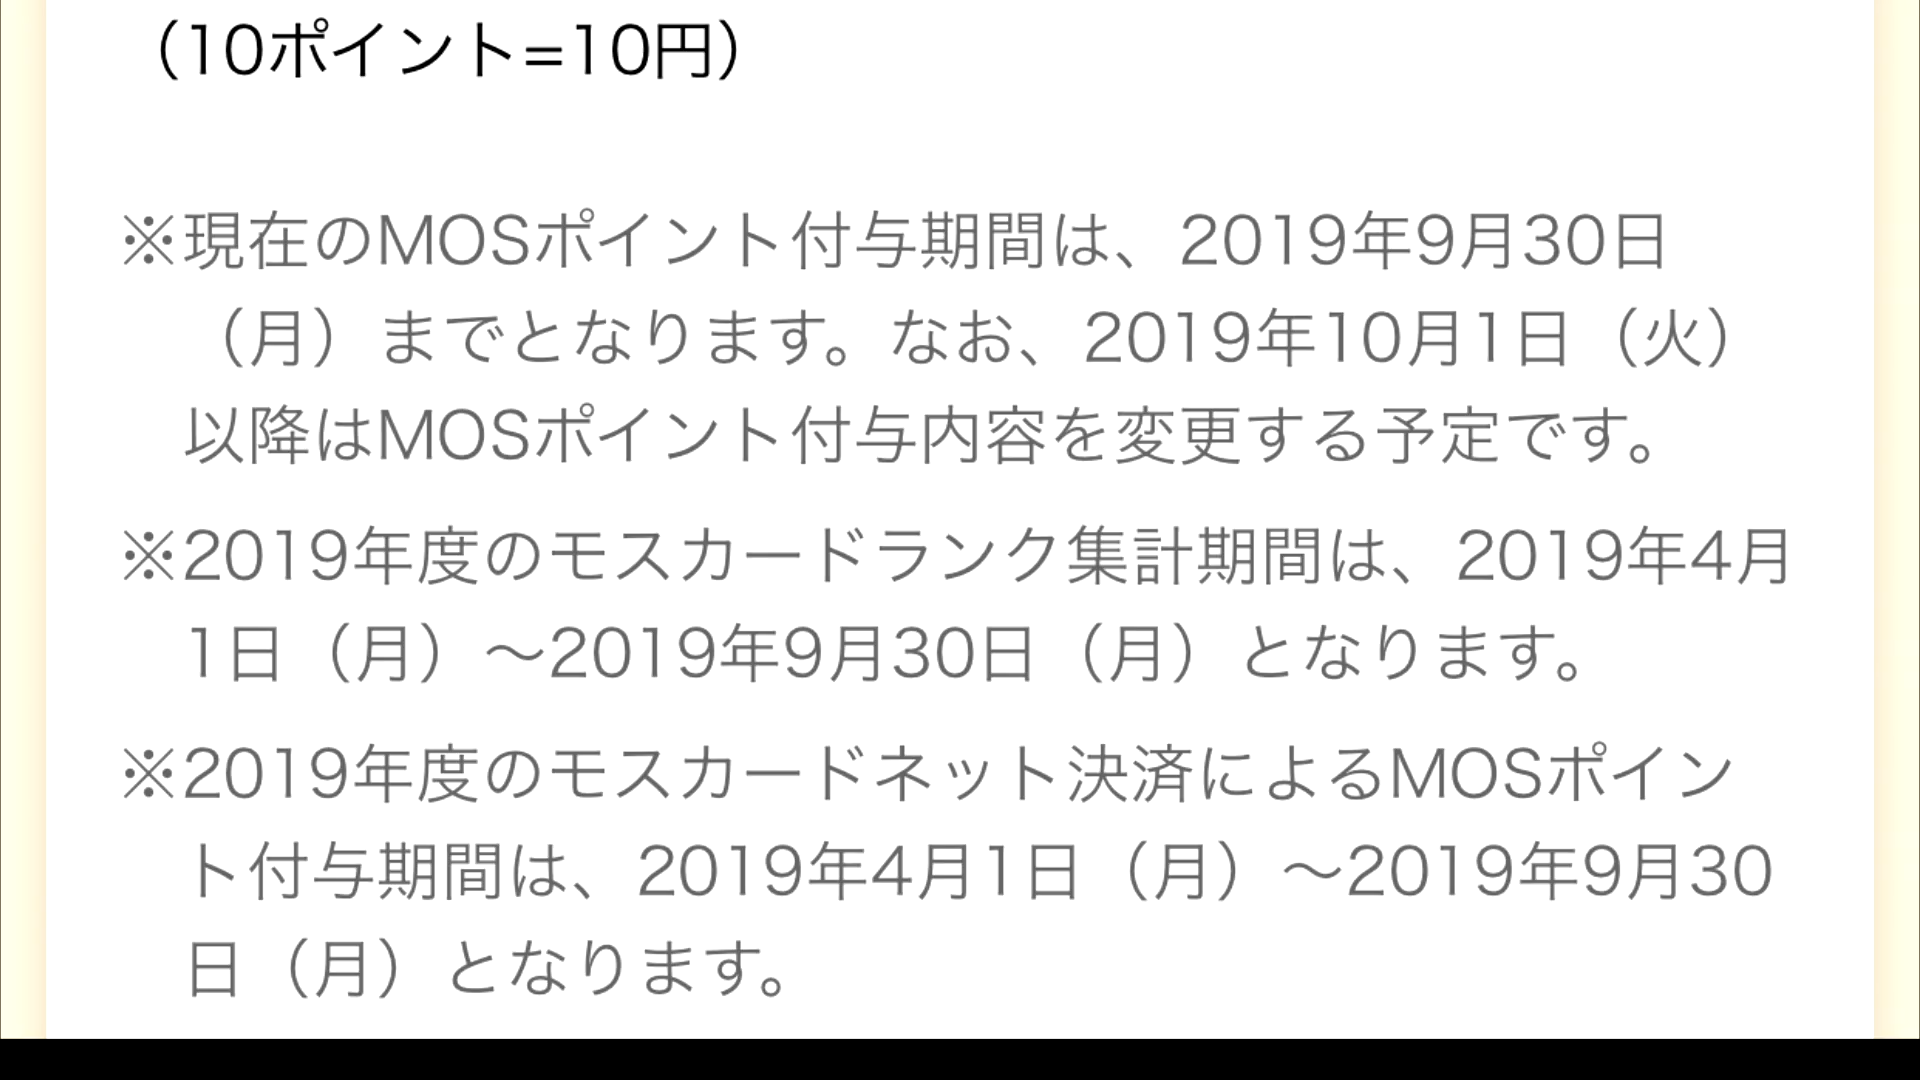 （10ポイント=10円）
※現在のMOSポイント付与期間は、2019年9月30日
（月）までとなります。なお、2019年10月1日（火）
以降はMOSポイント付与内容を変更する予定です。
※2019年度のモスカードランク集計期間は、2019年4月
1日（月）〜2019年9月30日（月）となります。
※2019年度のモスカードネット決済によるMOSポイン
ト付与期間は、2019年4月1日（月）〜2019年9月30
日（月）となります。